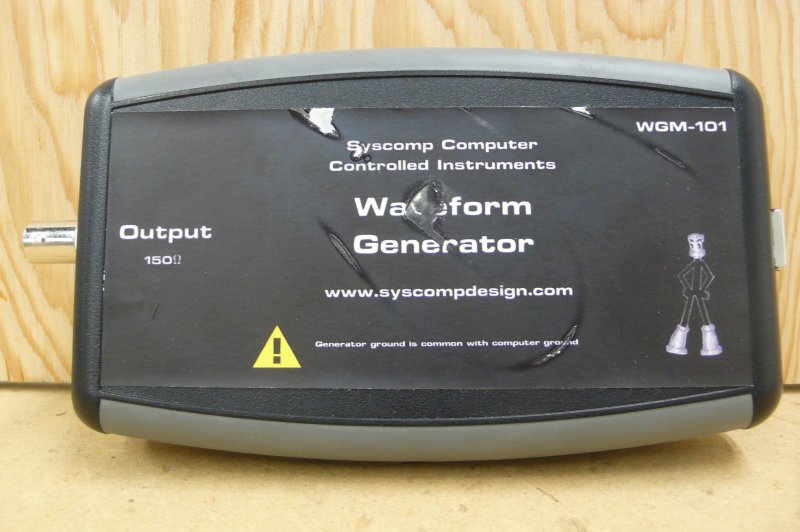 WGM-101
Syscomp Computer
Controlled Instruments
Waveform
Generator
Output
150Ω
www.syscompdesign.com
Generator ground is common with computer ground